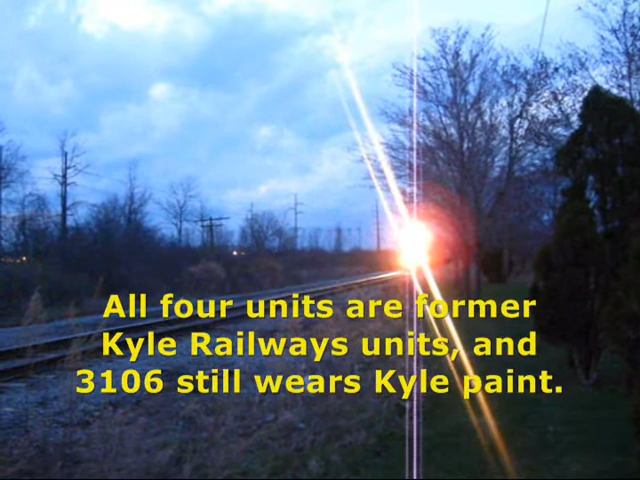 All four units are former
Kyle Railways units, and
3106 still wears Kyle paint.